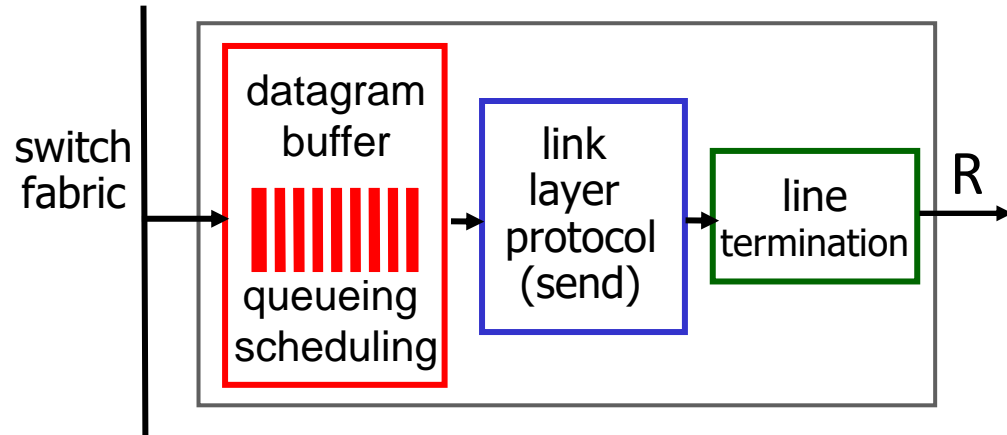 switch
fabric
datagram
buffer
queueing
scheduling
link
layer
protocol
(send)
line
termination
R